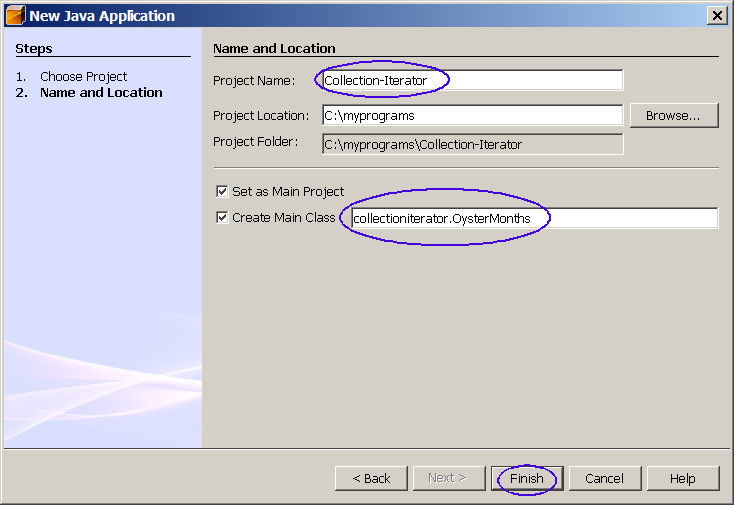 New Java Application
Steps
1. Choose Project
2. Name and Location
Name and Location
Project Name: Collection-Iterator
Project Location: C:\myprograms Browse...
Project Folder: C:\myprograms\Collection-Iterator
Set as Main Project
Create Main Class collectioniterator.OysterMonths
< Back Next > Finish Cancel Help